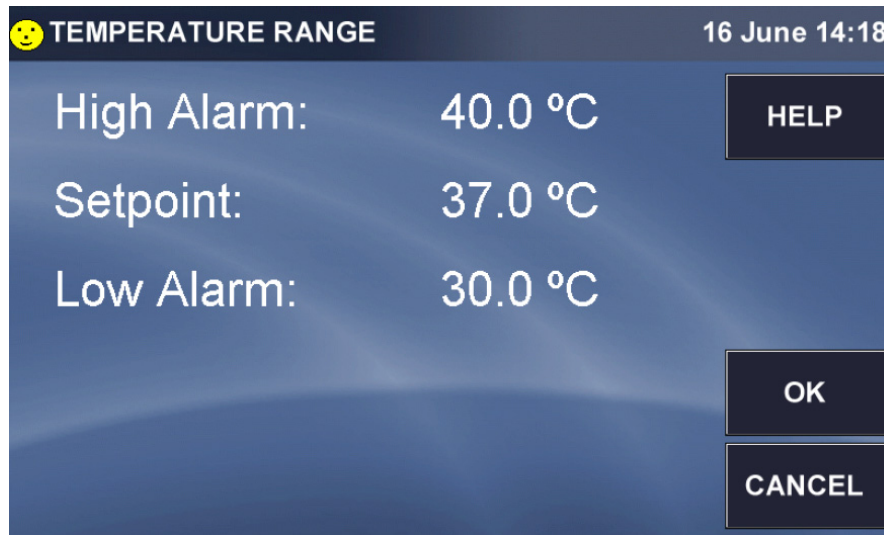 TEMPERATURE RANGE 16 June 14:18
High Alarm: 40.0 ºC
HELP
Setpoint: 37.0 ºC
Low Alarm: 30.0 ºC
OK
CANCEL